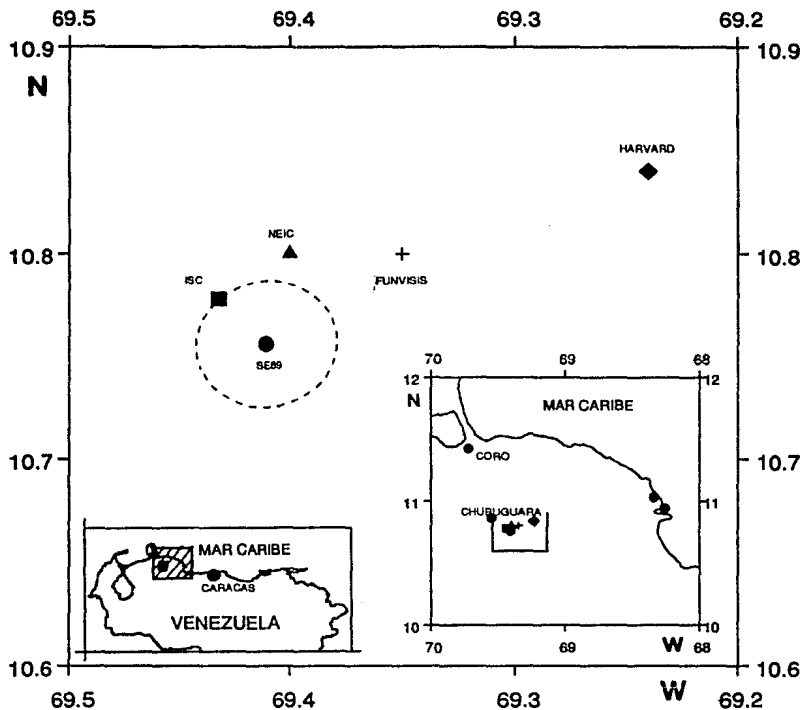 69.5 69.4 69.3 69.2
10.9 10.9
N
HARVARD
NEIC
10.8 10.8
ISC
FUNVISIS
SE89
70 69 68
12 12
N
MAR CARIBE
CORO
10.7 10.7
11 11
CHURUGUARA
MAR CARIBE
CARACAS
VENEZUELA
10 10
70 69 68
W
10.6 10.6
69.5 69.4 69.3 69.2
W